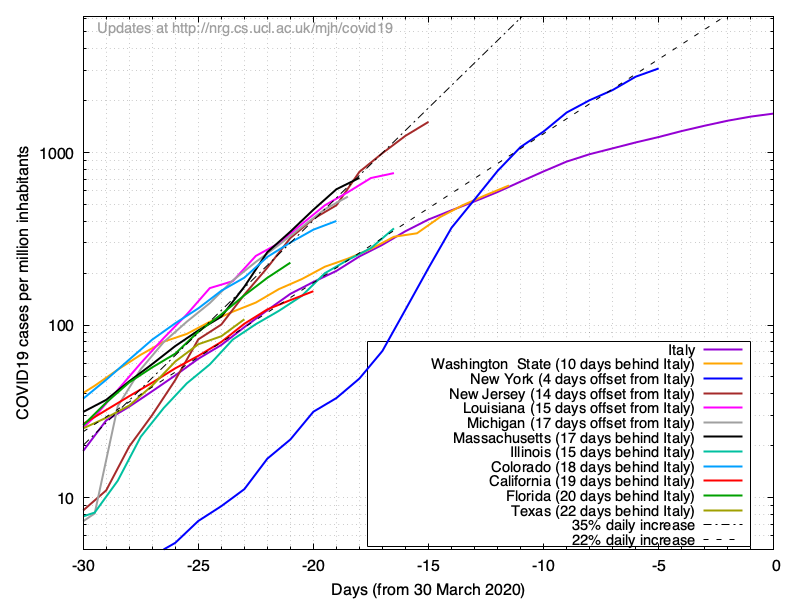 Updates at http://nrg.cs.ucl.ac.uk/mjh/covid19
COVID19 cases per million inhabitants
1000
100
10
Italy
Washington State (10 days behind Italy)
New York (4 days offset from Italy)
New Jersey (14 days offset from Italy)
Louisiana (15 days offset from Italy)
Michigan (17 days offset from Italy)
Massachusetts (17 days behind Italy)
Illinois (15 days behind Italy)
Colorado (18 days behind Italy)
California (19 days behind Italy)
Florida (20 days behind Italy)
Texas (22 days behind Italy)
35% daily increase
22% daily increase
-30 -25 -20 -15 -10 -5 0
Days (from 30 March 2020)